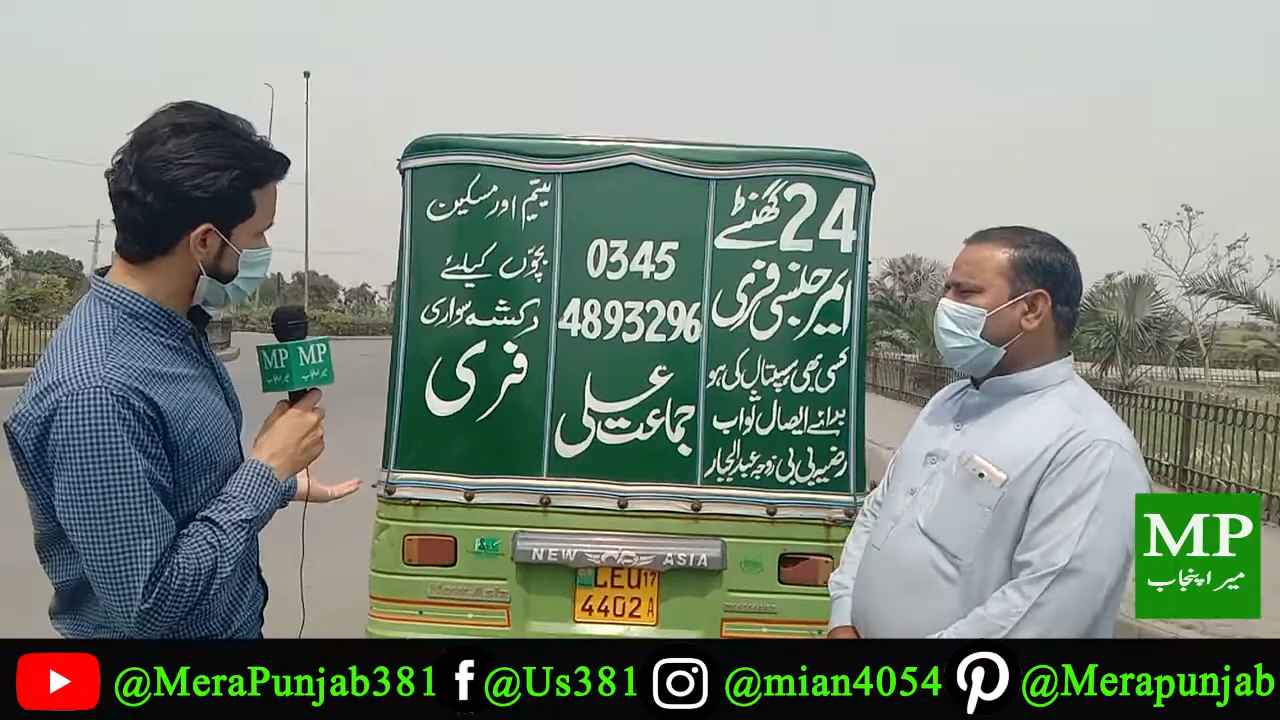 24 گھنٹے
ایمرجنسی فری
کسی بھی ہسپتال کی ہو
برائے ایصال ثواب
رضیہ بی بی زوجہ عبدالجبار
0345
4893296
جماعت علی
یتیم اور مسکین
بچوں کیلئے
رکشہ سواری
فری
MP MP
میرا پنجاب
NEW ASIA
LEU 17
4402 A
MP
میرا پنجاب
@MeraPunjab381 @Us381 @mian4054 @Merapunjab